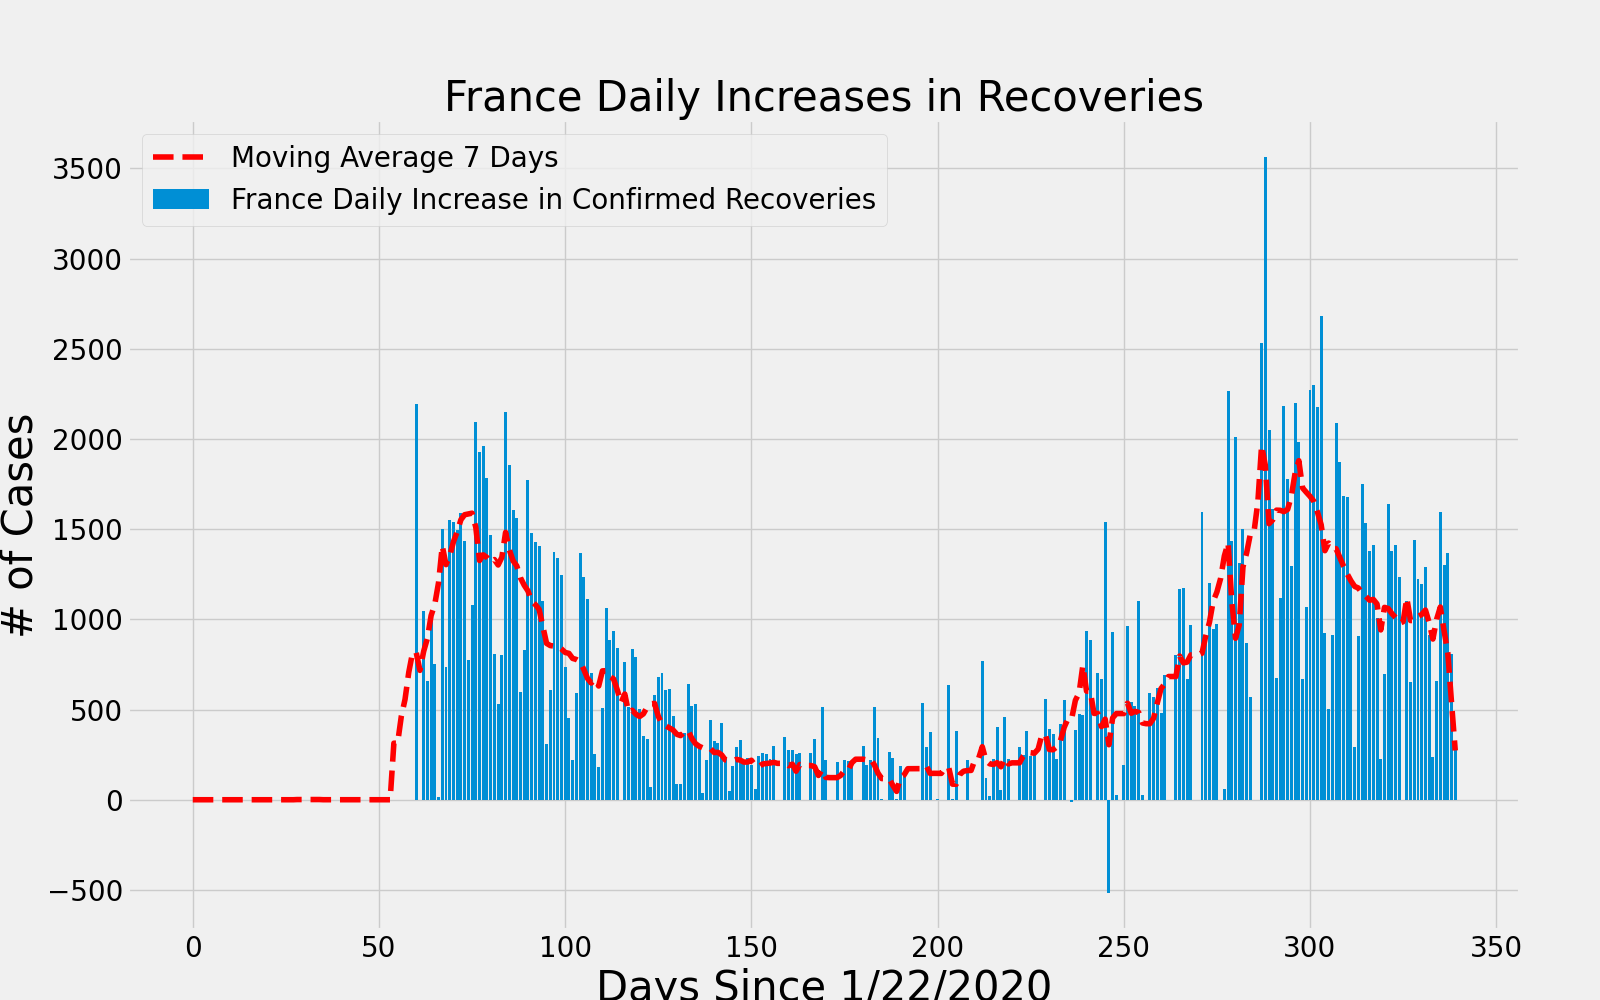 France Daily Increases in Recoveries
Moving Average 7 Days
France Daily Increase in Confirmed Recoveries
# of Cases
3500
3000
2500
2000
1500
1000
500
0
−500
0 50 100 150 200 250 300 350
Days Since 1/22/2020